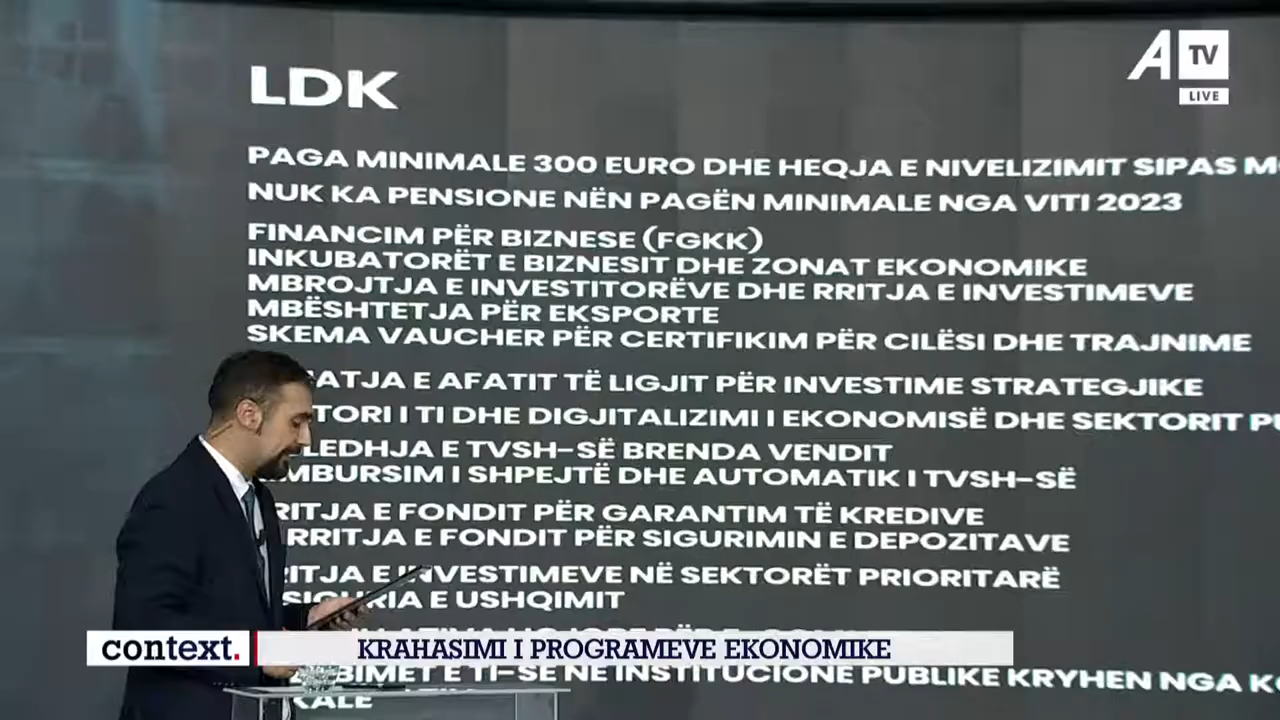 A TV
LIVE
LDK
PAGA MINIMALE 300 EURO DHE HEQJA E NIVELIZIMIT SIPAS
NUK KA PENSIONE NËN PAGËN MINIMALE NGA VITI 2023
FINANCIM PËR BIZNESE (FGKK)
INKUBATORËT E BIZNESIT DHE ZONAT EKONOMIKE
MBROJTJA E INVESTITORËVE DHE RRITJA E INVESTIMEVE
MBËSHTETJA PËR EKSPORTE
SKEMA VAUCHER PËR CERTIFIKIM PËR CILËSI DHE TRAJNIME
E AFATIT TË LIGJIT PËR INVESTIME STRATEGJIKE
I TI DHE DIGJITALIZIMI I EKONOMISË DHE SEKTORIT
E TVSH-SË BRENDA VENDIT
I SHPEJTË DHE AUTOMATIK I TVSH-SË
E FONDIT PËR GARANTIM TË KREDIVE
RRITJA E FONDIT PËR SIGURIMIN E DEPOZITAVE
E INVESTIMEVE NË SEKTORËT PRIORITARË
SIGURIA E USHQIMIT
context. KRAHASIMI I PROGRAMEVE EKONOMIKE
E TI-SË NË INSTITUCIONE PUBLIKE KRYHEN NGA